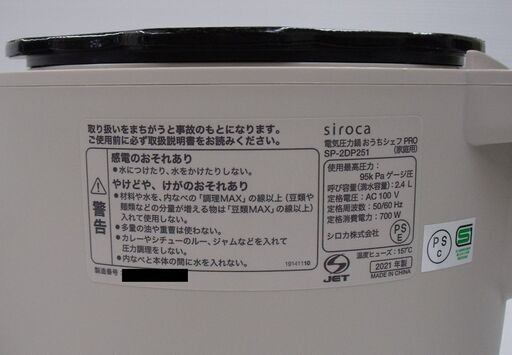 取り扱いをまちがうと事故のもとになります。
ご使用前に必ず取扱説明書をお読みください。
警告
感電のおそれあり
●水につけたり、水をかけたりしない。
やけどや、けがのおそれあり
●材料や水を、内なべの「調理MAX」の線以上(豆類や
麺類などの分量が増える物は「豆類MAX」の線以上)
入れて使用しない。
●多量の油や重曹は使わない。
●カレーやシチューのルー、ジャムなどを入れて
圧力調理をしない。
●内なべと本体の間に水を入れない。
製造番号
19141110
siroca
電気圧力鍋 おうちシェフ PRO
SP-2DP251 (家庭用)
使用最高圧力:
95k Pa ゲージ圧
呼び容量(満水容量):2.4 L
定格電圧:AC 100 V
定格周波数:50/60 Hz
定格消費電力:700 W
シロカ株式会社
PS
E
温度ヒューズ:157℃
JET
2021 年製
MADE IN CHINA
PS
C